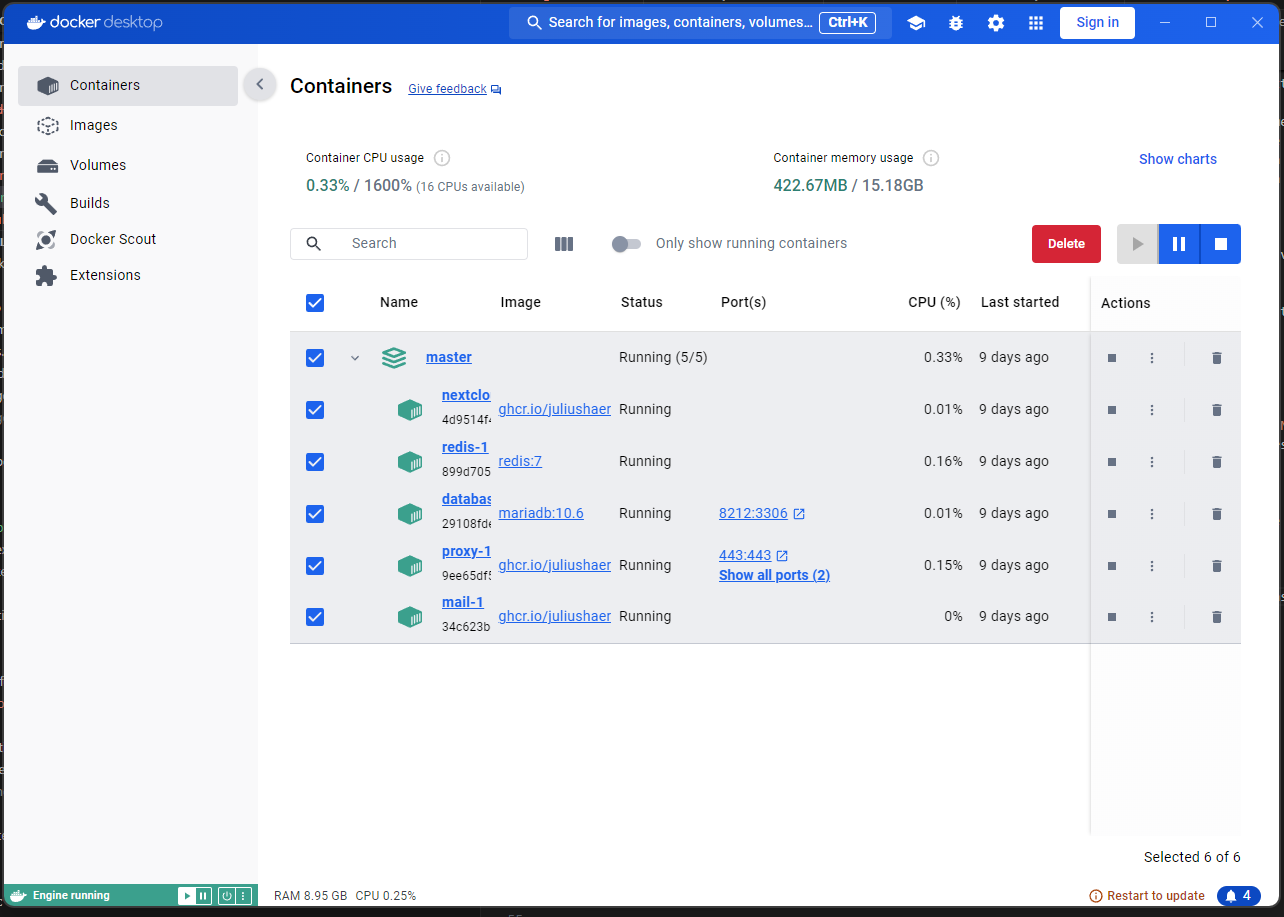 docker desktop
Search for images, containers, volumes... Ctrl+K
Sign in
Containers
Images
Volumes
Builds
Docker Scout
Extensions
Containers Give feedback
Container CPU usage
0.33% / 1600% (16 CPUs available)
Container memory usage
422.67MB / 15.18GB
Show charts
Search
Only show running containers
Delete
Name Image Status Port(s) CPU (%) Last started Actions
master Running (5/5) 0.33% 9 days ago
nextclo
4d9514f
ghcr.io/juliushaer Running 0.01% 9 days ago
redis-1
899d705
redis:7 Running 0.16% 9 days ago
databas
29108fde
mariadb:10.6 Running 8212:3306 0.01% 9 days ago
proxy-1
9ee65df
ghcr.io/juliushaer Running 443:443
Show all ports (2)
0.15% 9 days ago
mail-1
34c623b
ghcr.io/juliushaer Running 0% 9 days ago
Selected 6 of 6
Engine running
RAM 8.95 GB CPU 0.25%
Restart to update
4